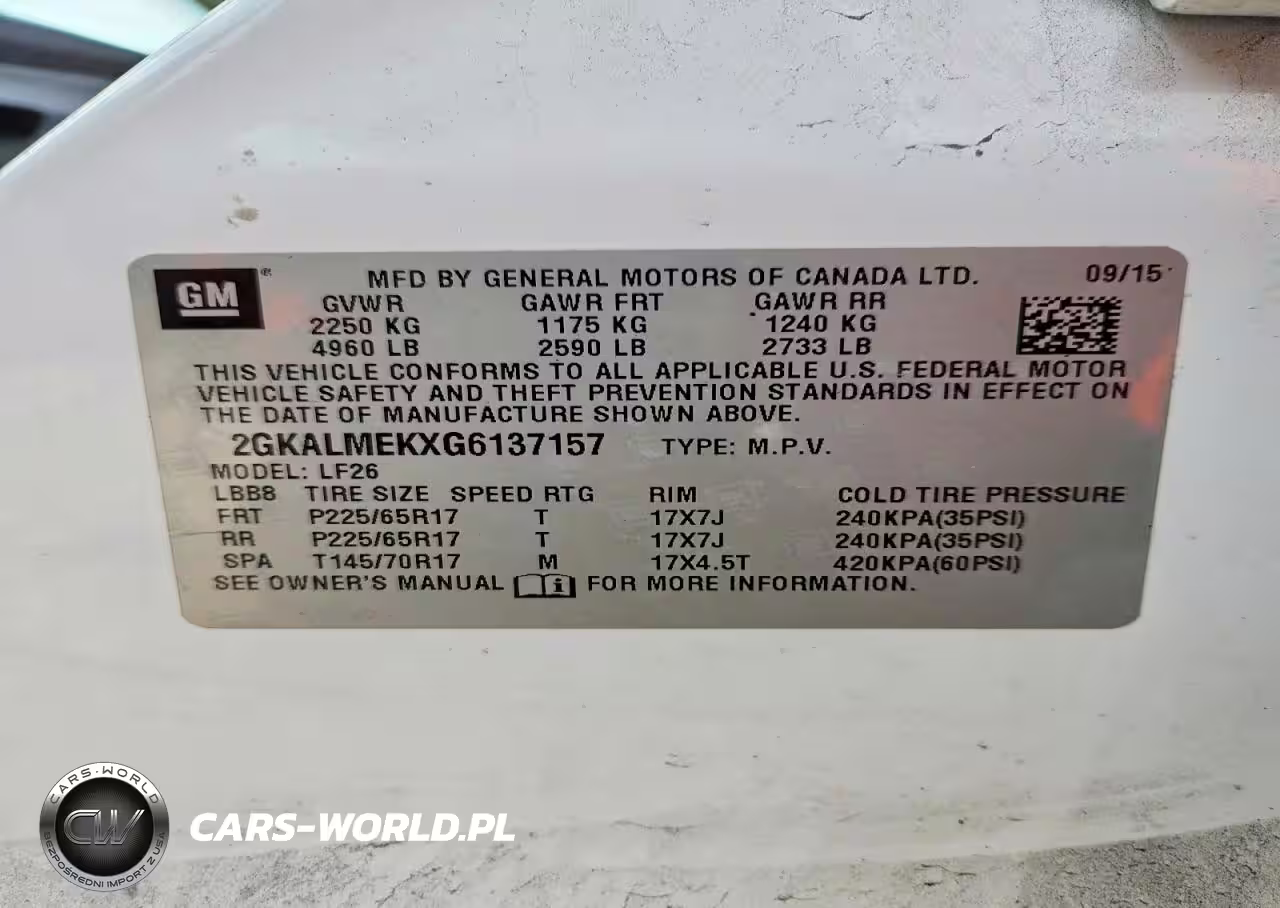 GM ® MFD BY GENERAL MOTORS OF CANADA LTD. 09/15
GVWR GAWR FRT GAWR RR
2250 KG 1175 KG 1240 KG
4960 LB 2590 LB 2733 LB
THIS VEHICLE CONFORMS TO ALL APPLICABLE U.S. FEDERAL MOTOR
VEHICLE SAFETY AND THEFT PREVENTION STANDARDS IN EFFECT ON
THE DATE OF MANUFACTURE SHOWN ABOVE.
2GKALMEKXG6137157 TYPE: M.P.V.
MODEL: LF26
LBB8 TIRE SIZE SPEED RTG RIM COLD TIRE PRESSURE
FRT P225/65R17 T 17X7J 240KPA(35PSI)
RR P225/65R17 T 17X7J 240KPA(35PSI)
SPA T145/70R17 M 17X4.5T 420KPA(60PSI)
SEE OWNER'S MANUAL i FOR MORE INFORMATION.
CARS-WORLD
CW
BEZPOŚREDNI IMPORT Z USA
CARS-WORLD.PL